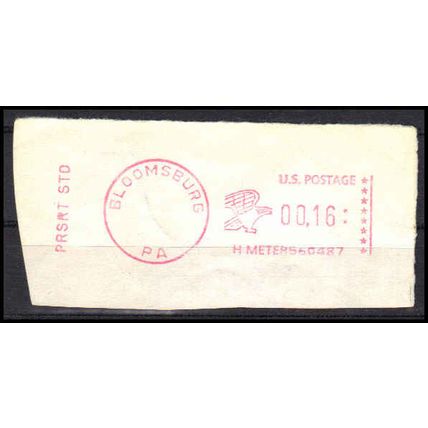 PRSRT STD
BLOOMSBURG
PA
U.S. POSTAGE
00,16:
H METER560487